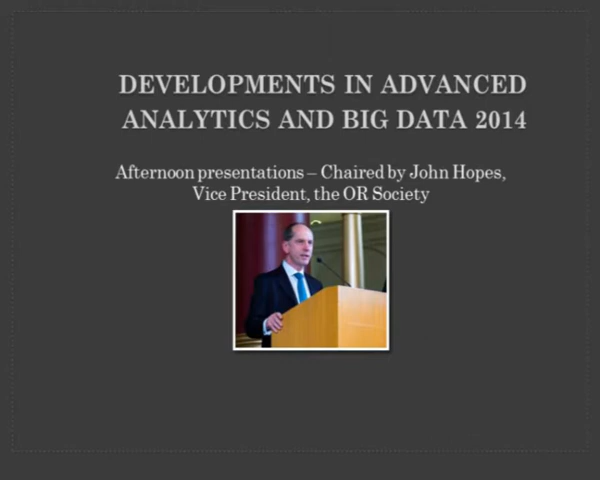 DEVELOPMENTS IN ADVANCED
ANALYTICS AND BIG DATA 2014
Afternoon presentations – Chaired by John Hopes,
Vice President, the OR Society